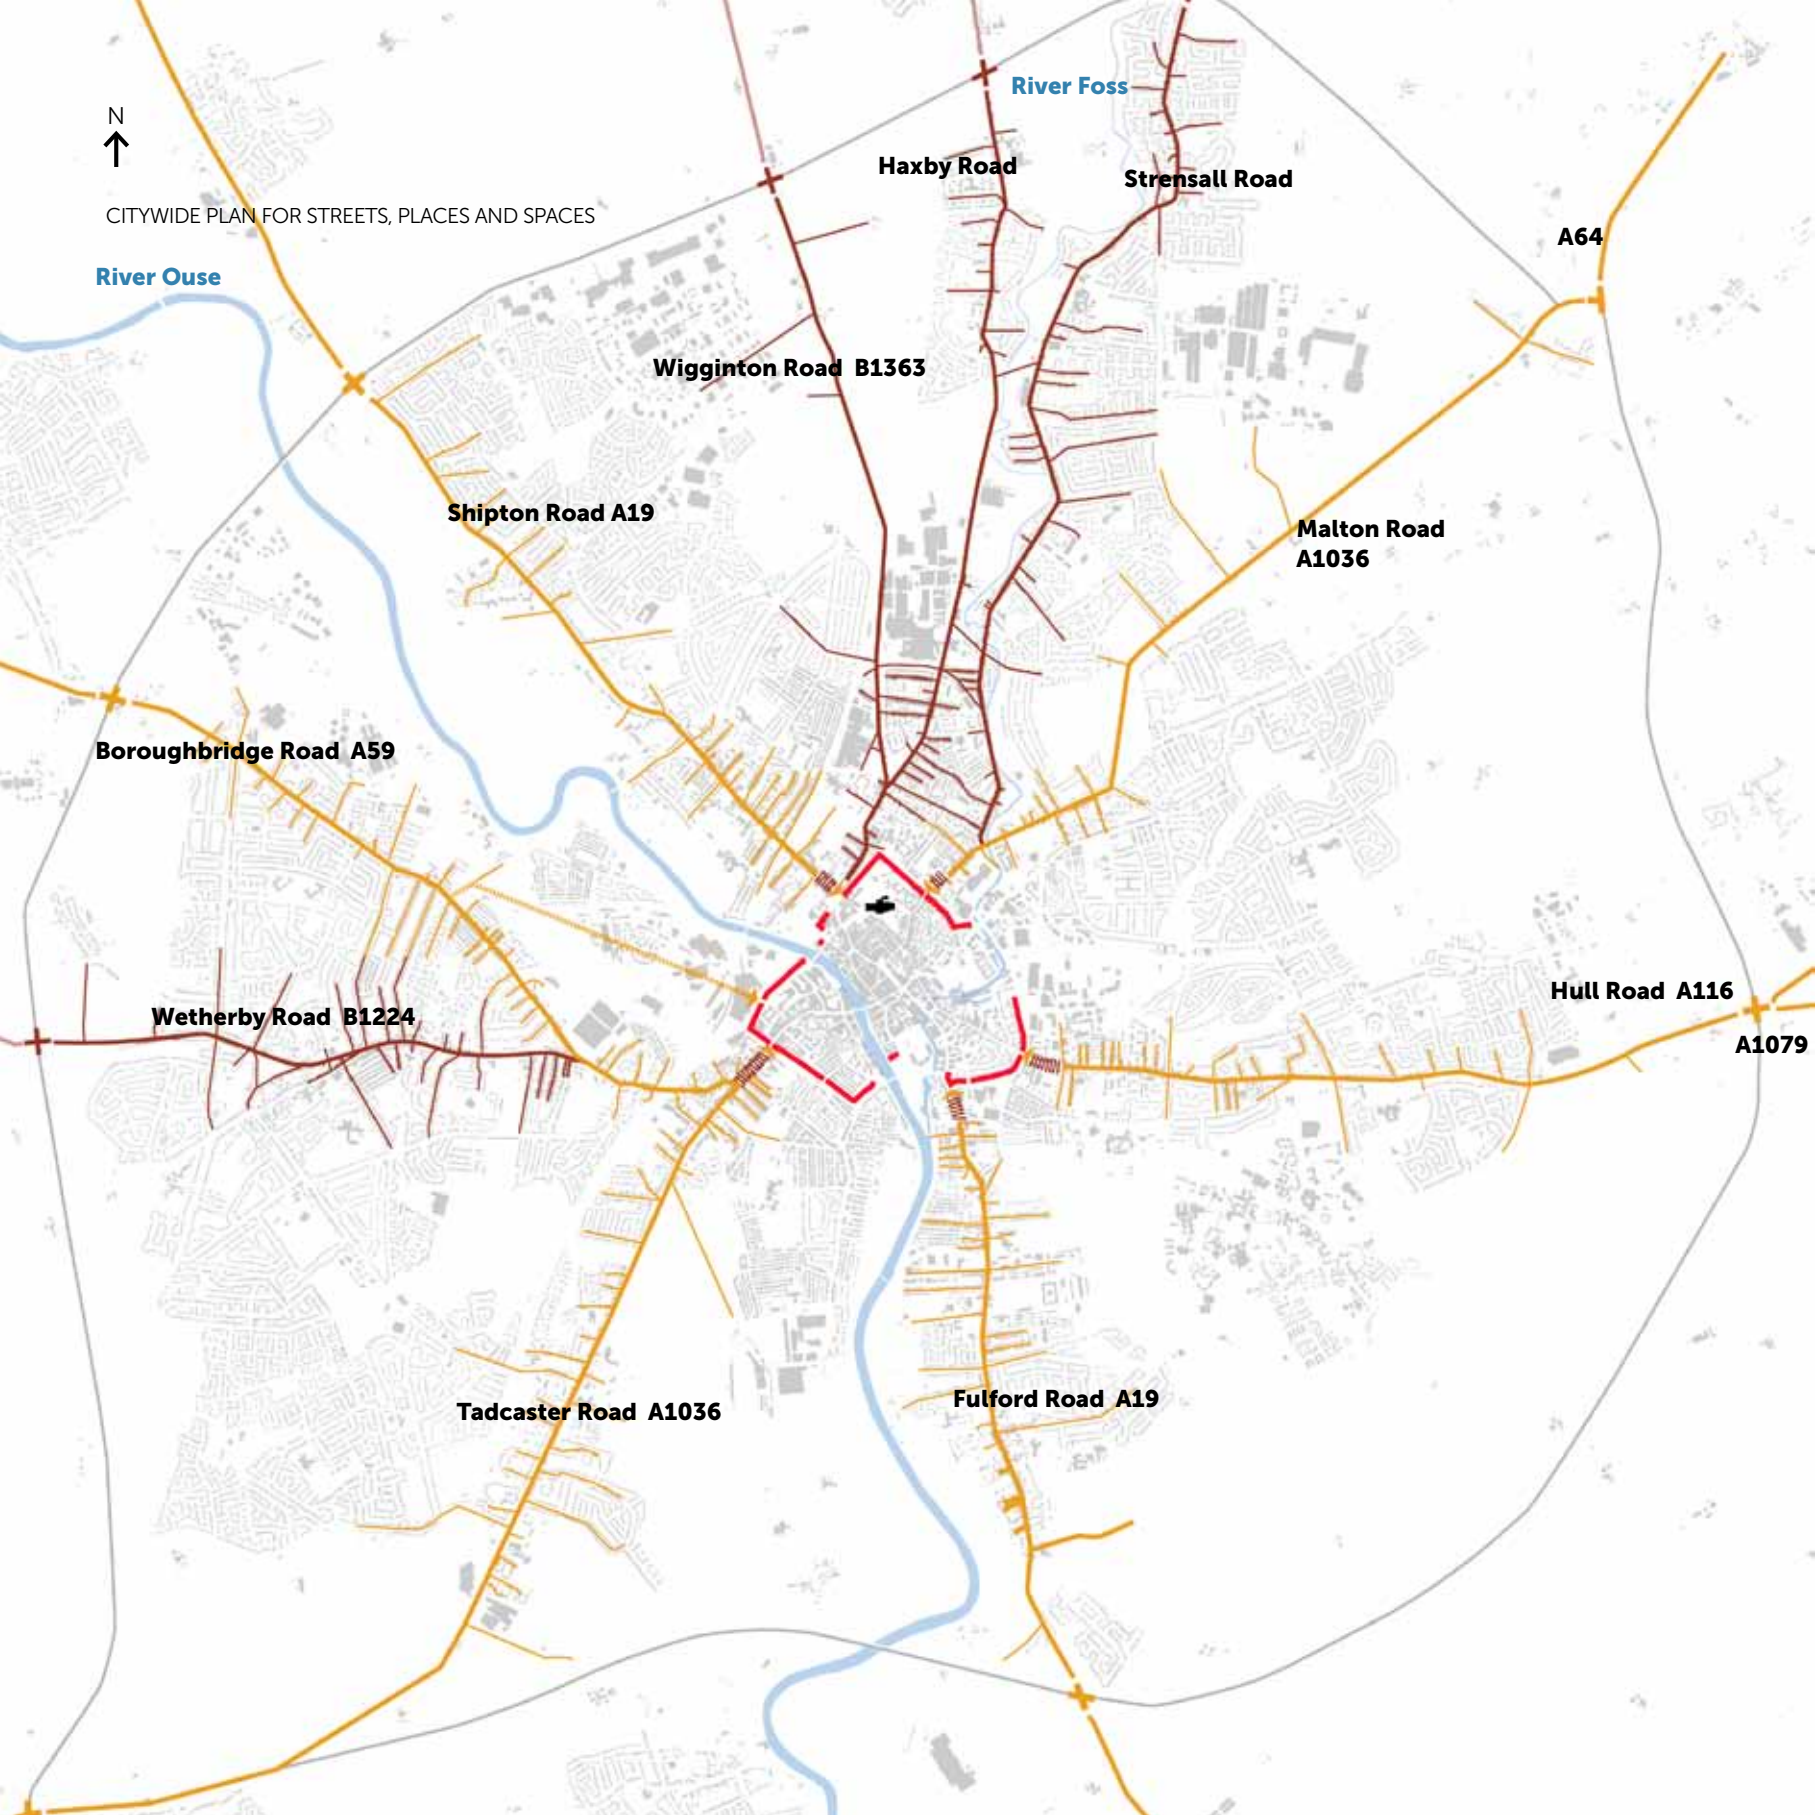 River Foss
N
Haxby Road
Strensall Road
CITYWIDE PLAN FOR STREETS, PLACES AND SPACES
A64
River Ouse
Wigginton Road B1363
Shipton Road A19
Malton Road
A1036
Boroughbridge Road A59
Hull Road A116
Wetherby Road B1224
A1079
Fulford Road A19
Tadcaster Road A1036